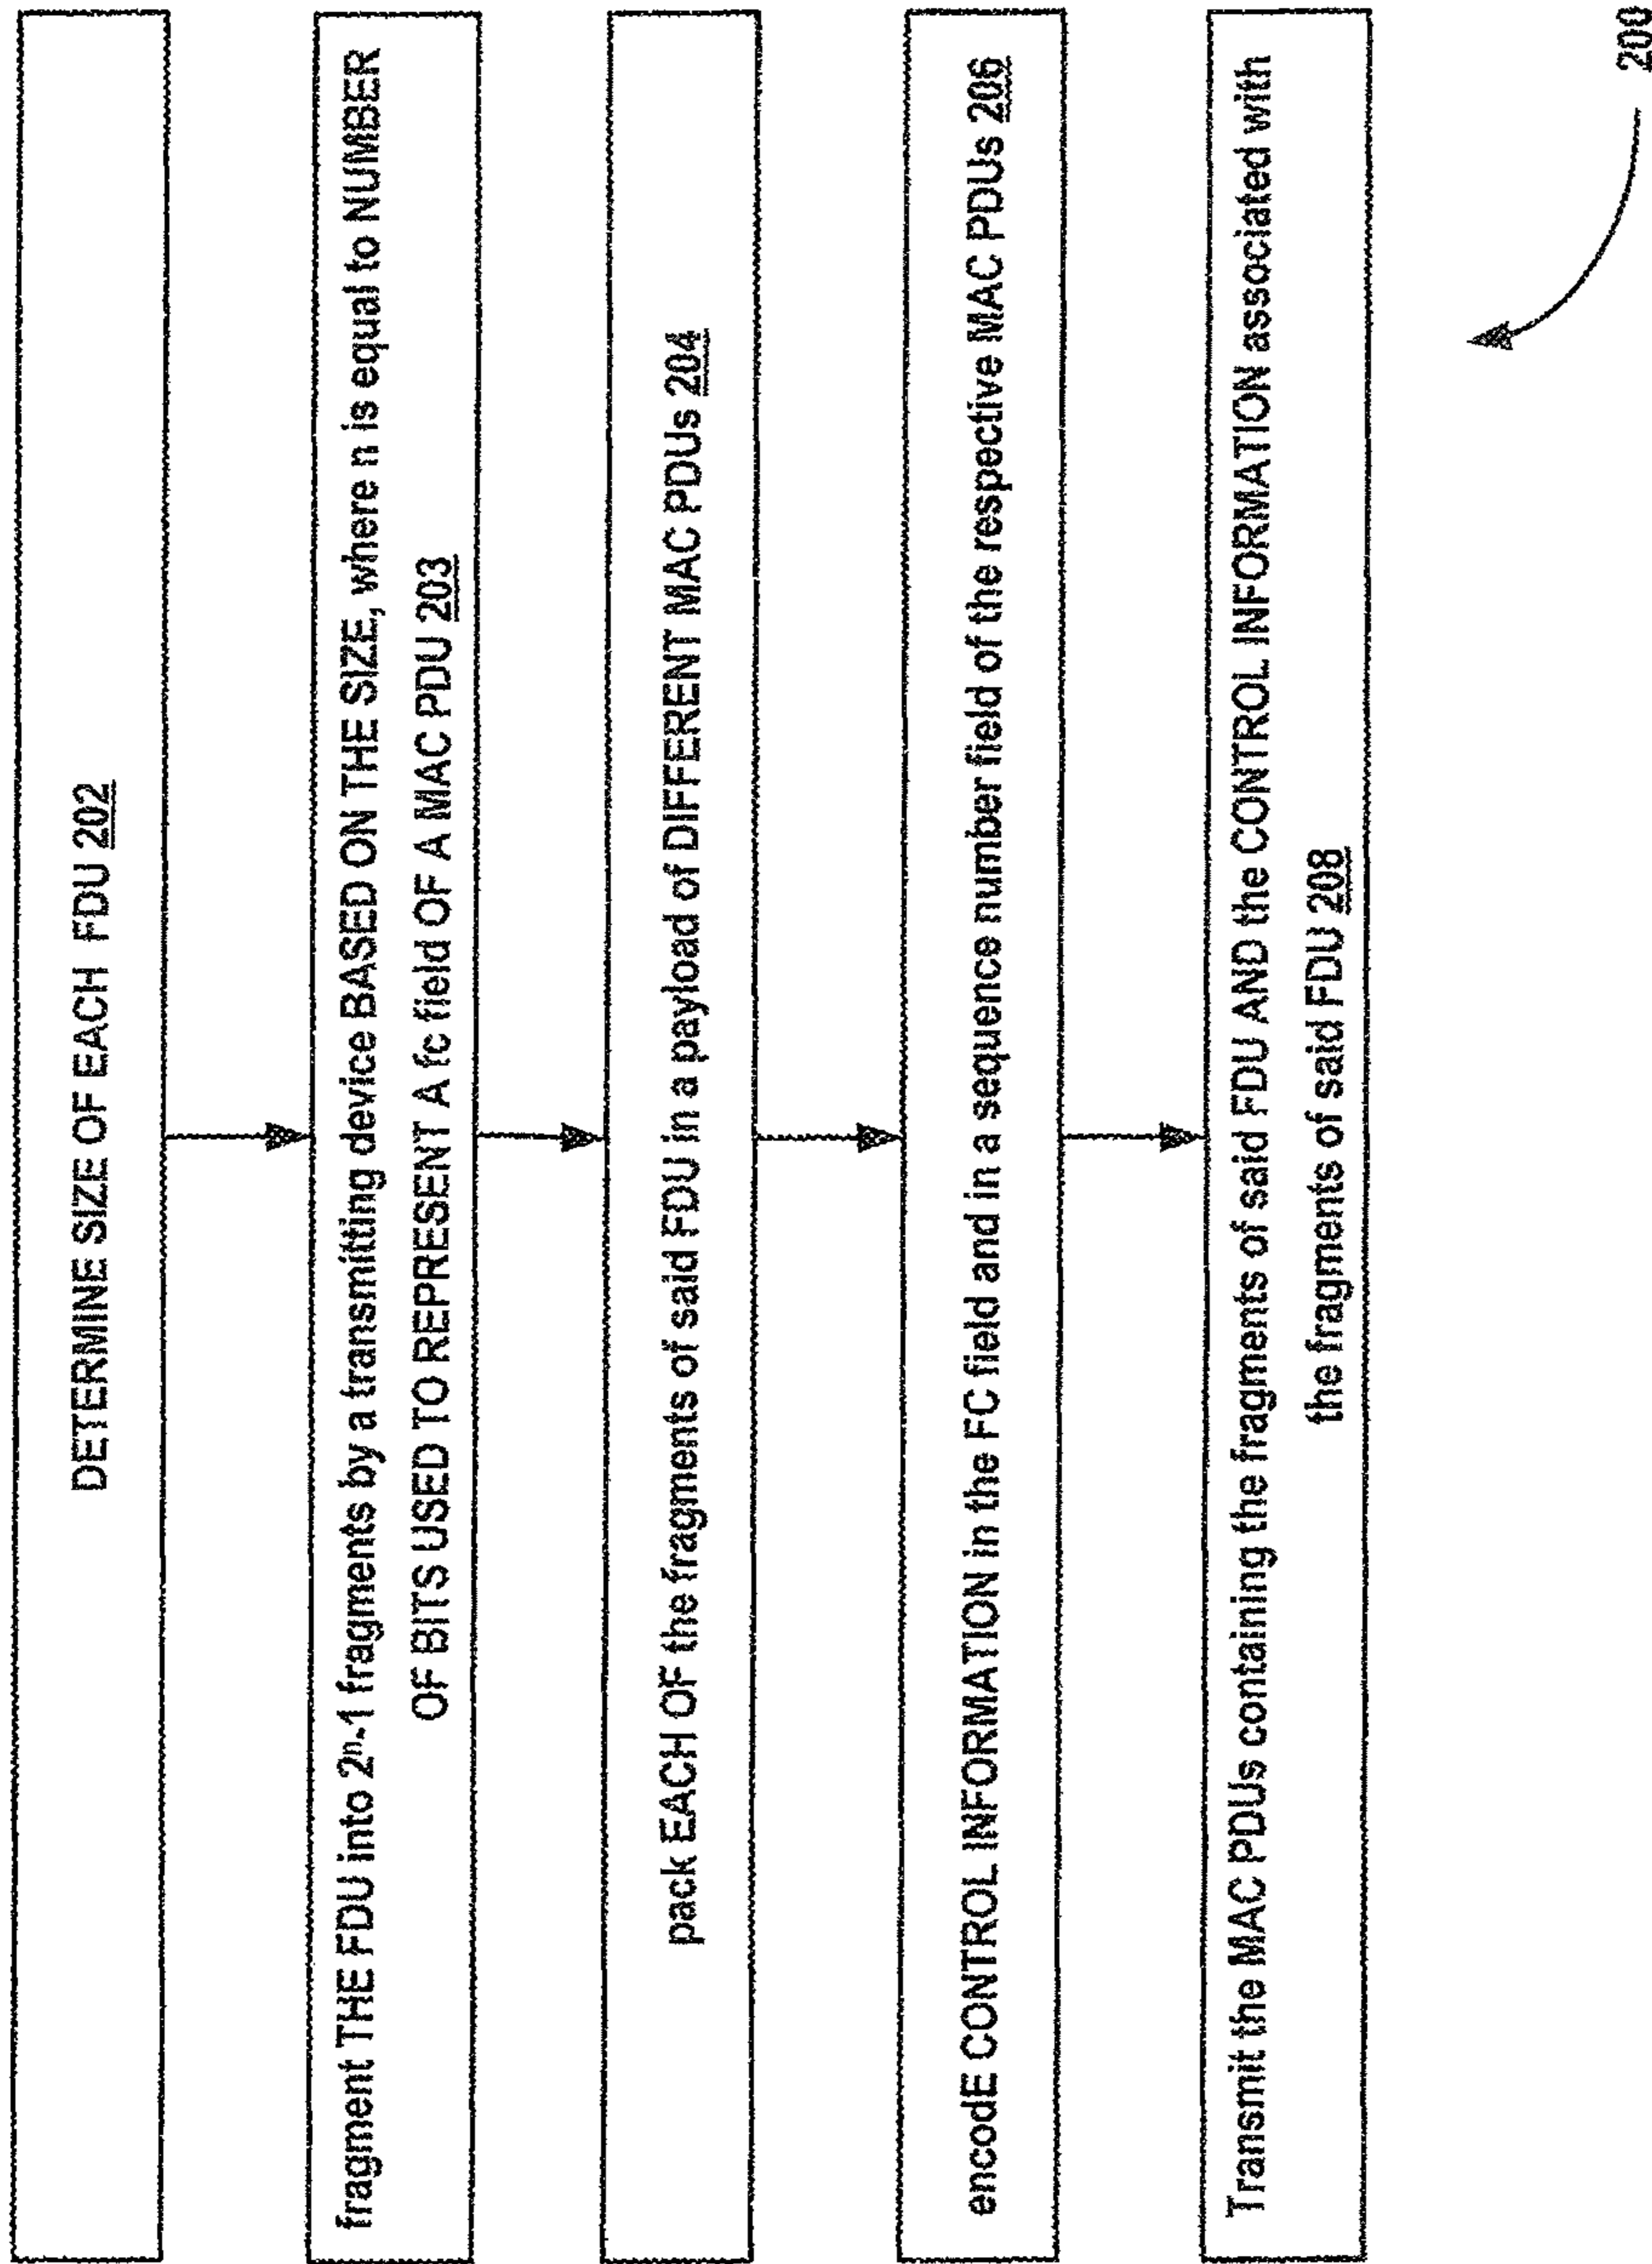 DETERMINE SIZE OF EACH FDU 202
fragment THE FDU into 2ⁿ-1 fragments by a transmitting device BASED ON THE SIZE, where n is equal to NUMBER
OF BITS USED TO REPRESENT A fc field OF A MAC PDU 203
pack EACH OF the fragments of said FDU in a payload of DIFFERENT MAC PDUs 204
encodE CONTROL INFORMATION in the FC field and in a sequence number field of the respective MAC PDUs 206
Transmit the MAC PDUs containing the fragments of said FDU AND the CONTROL INFORMATION associated with
the fragments of said FDU 208
200